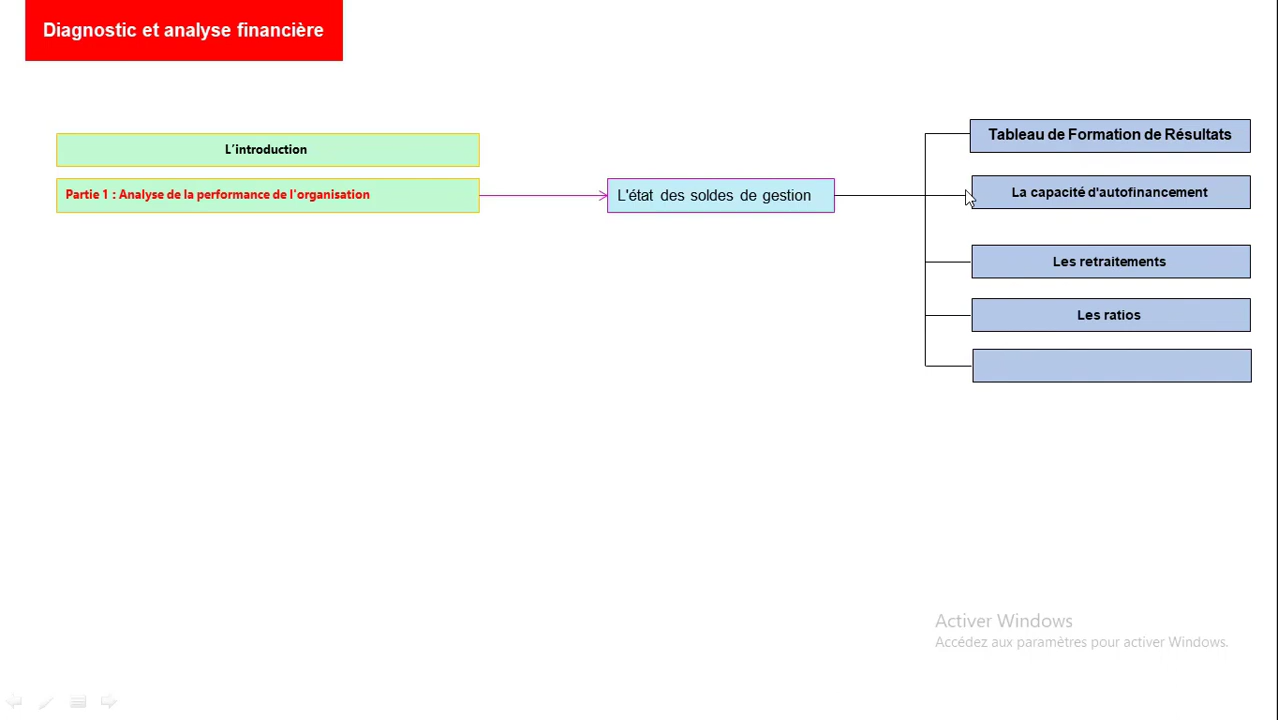 Diagnostic et analyse financière
L'introduction
Partie 1 : Analyse de la performance de l'organisation
L'état des soldes de gestion
Tableau de Formation de Résultats
La capacité d'autofinancement
Les retraitements
Les ratios
Activer Windows
Accédez aux paramètres pour activer Windows.